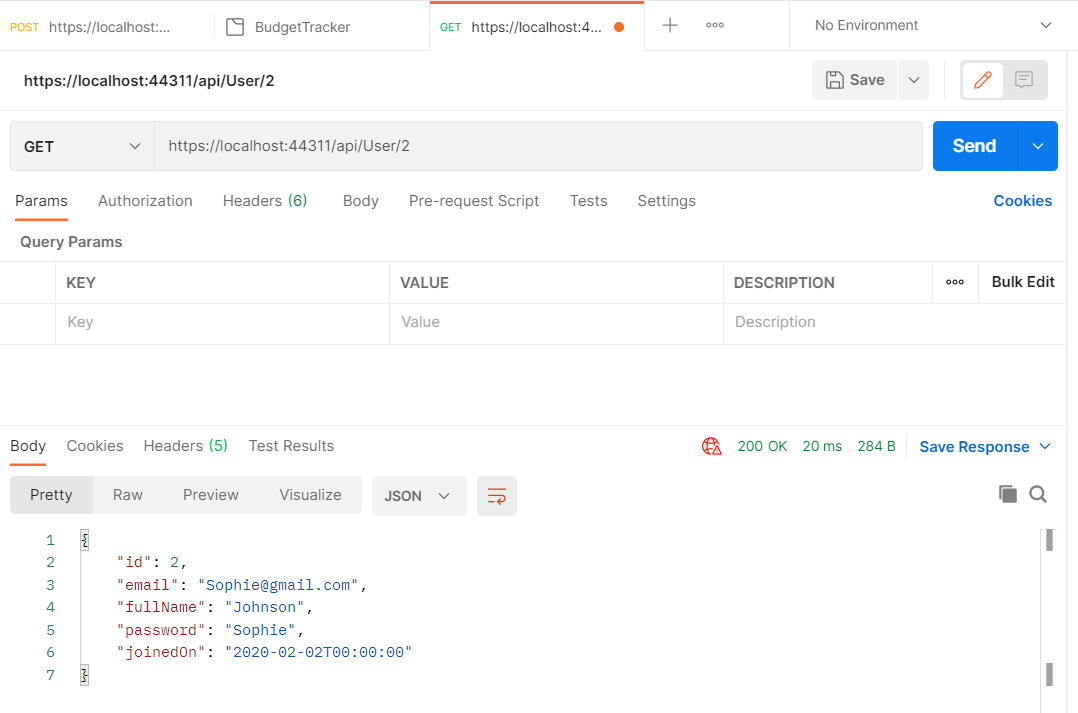 POST https://localhost:... BudgetTracker GET https://localhost:4... No Environment
https://localhost:44311/api/User/2 Save
GET https://localhost:44311/api/User/2 Send
Params Authorization Headers (6) Body Pre-request Script Tests Settings Cookies
Query Params
KEY VALUE DESCRIPTION Bulk Edit
Key Value Description
Body Cookies Headers (5) Test Results 200 OK 20 ms 284 B Save Response
Pretty Raw Preview Visualize JSON
1 {
2 "id": 2,
3 "email": "Sophie@gmail.com",
4 "fullName": "Johnson",
5 "password": "Sophie",
6 "joinedOn": "2020-02-02T00:00:00"
7 }